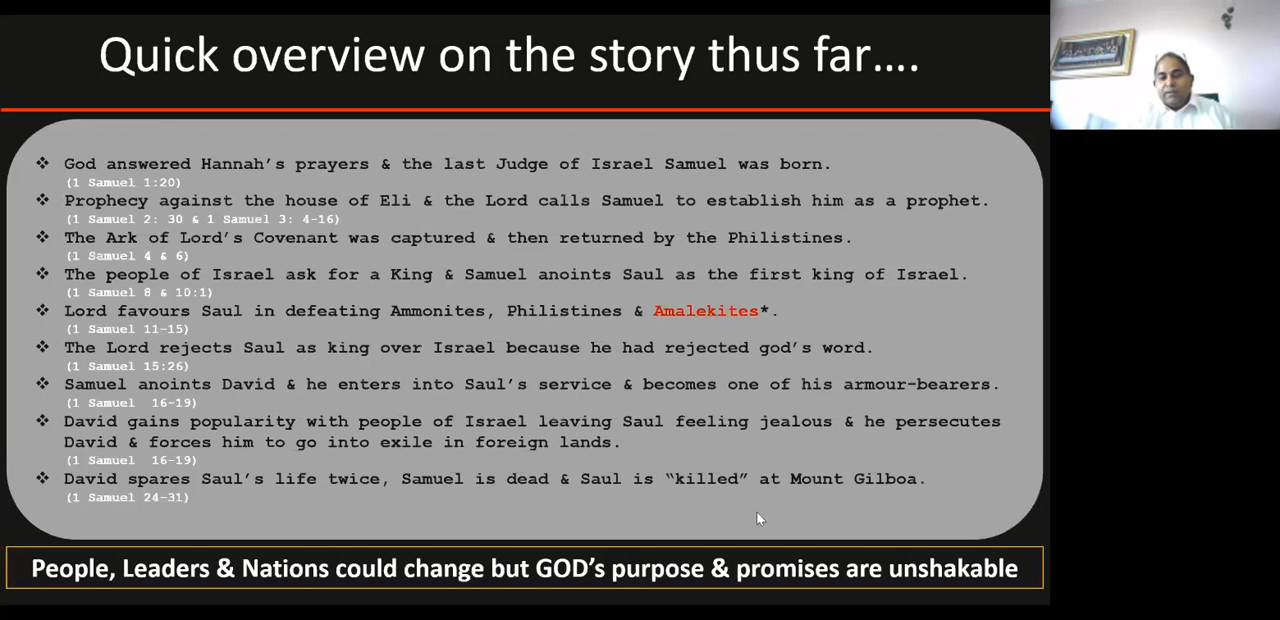 Quick overview on the story thus far....
❖ God answered Hannah's prayers & the last Judge of Israel Samuel was born.
(1 Samuel 1:20)
❖ Prophecy against the house of Eli & the Lord calls Samuel to establish him as a prophet.
(1 Samuel 2: 30 & 1 Samuel 3: 4-16)
❖ The Ark of Lord's Covenant was captured & then returned by the Philistines.
(1 Samuel 4 & 6)
❖ The people of Israel ask for a King & Samuel anoints Saul as the first king of Israel.
(1 Samuel 8 & 10:1)
❖ Lord favours Saul in defeating Ammonites, Philistines & Amalekites*.
(1 Samuel 11-15)
❖ The Lord rejects Saul as king over Israel because he had rejected god's word.
(1 Samuel 15:26)
❖ Samuel anoints David & he enters into Saul's service & becomes one of his armour-bearers.
(1 Samuel 16-19)
❖ David gains popularity with people of Israel leaving Saul feeling jealous & he persecutes
David & forces him to go into exile in foreign lands.
(1 Samuel 16-19)
❖ David spares Saul's life twice, Samuel is dead & Saul is “killed” at Mount Gilboa.
(1 Samuel 24-31)
People, Leaders & Nations could change but GOD's purpose & promises are unshakable